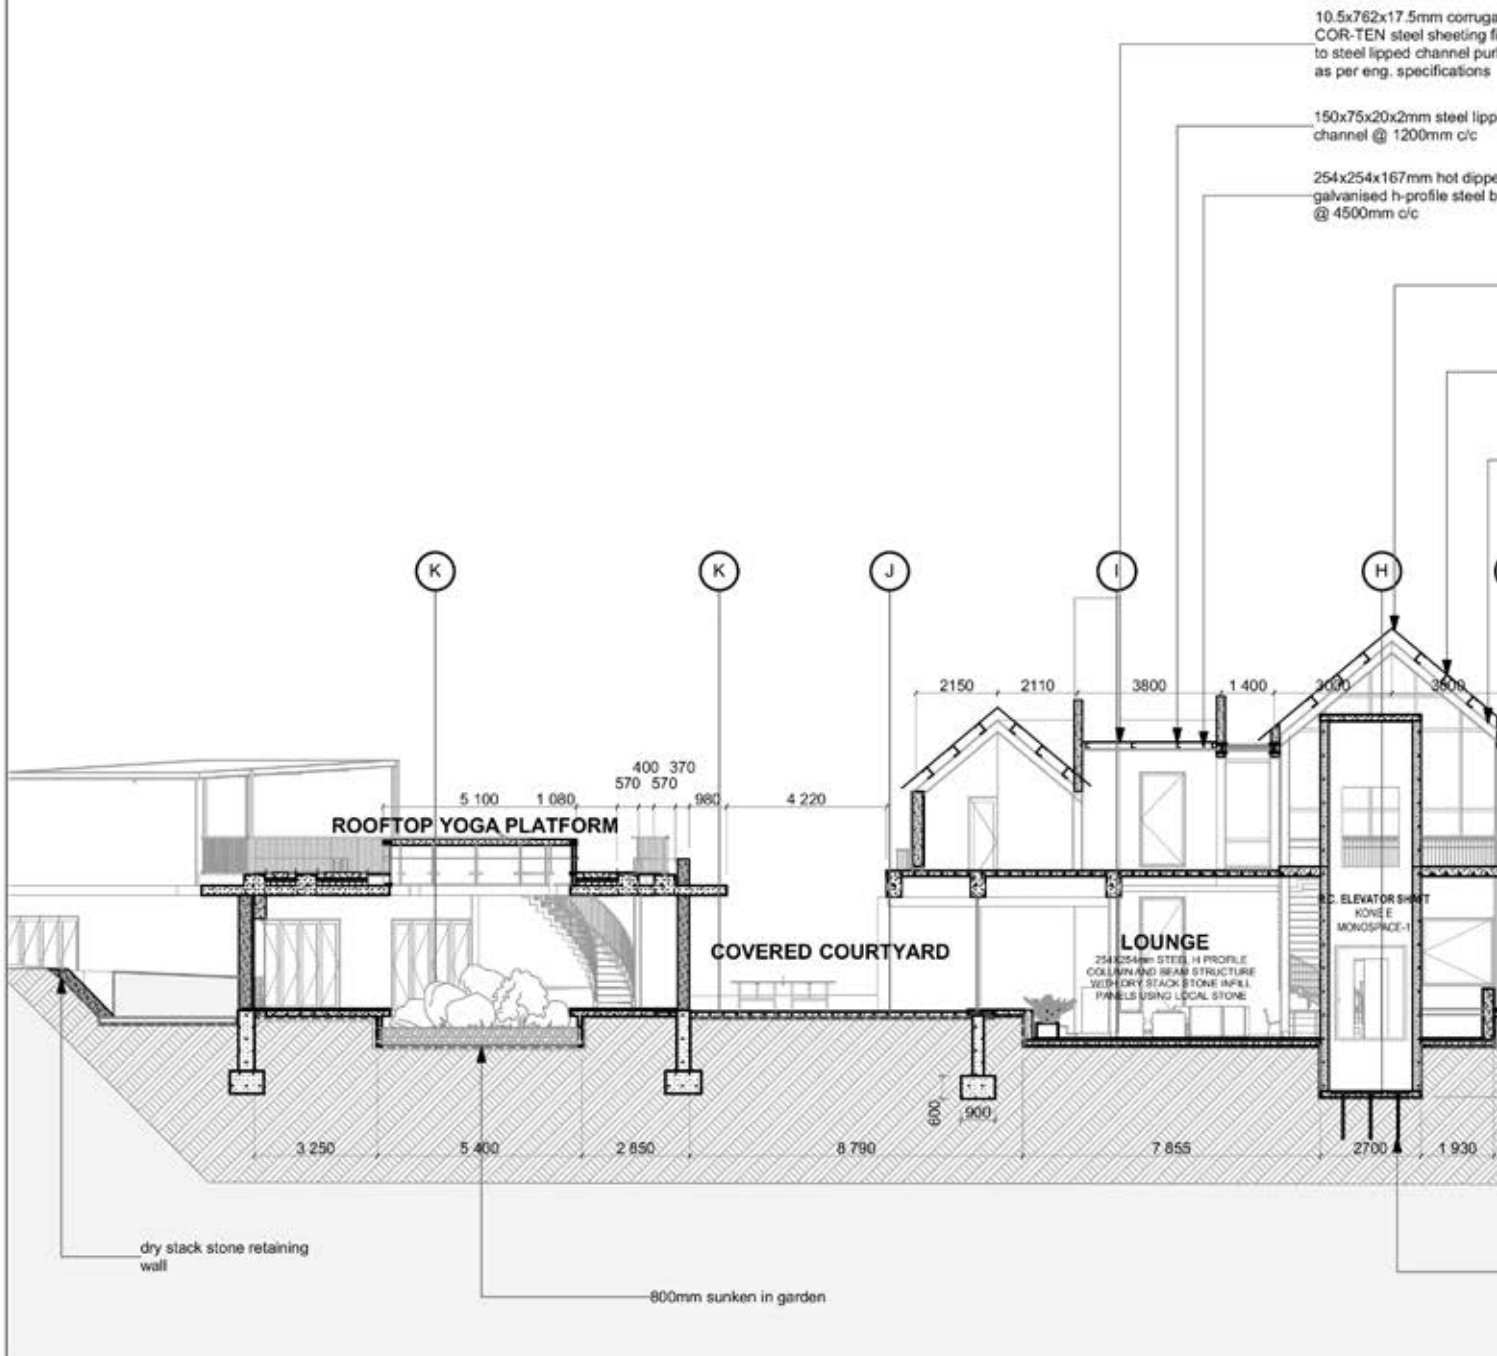 10.5x762x17.5mm corruga
COR-TEN steel sheeting fi
to steel lipped channel pur
as per eng. specifications
150x75x20x2mm steel lipp
channel @ 1200mm c/c
254x254x167mm hot dippe
galvanised h-profile steel b
@ 4500mm c/c
K K J I H
2150 2110 3800 1 400 3000 3800
400 370
570 570
5 100 1 080 980 4 220
ROOFTOP YOGA PLATFORM
R.C. ELEVATOR SHAFT
KONE E
MONOSPACE-1
COVERED COURTYARD
LOUNGE
254X254mm STEEL H PROFILE
COLUMN AND BEAM STRUCTURE
WITH DRY STACK STONE INFILL
PANELS USING LOCAL STONE
600
900
3 250 5 400 2 850 8 790 7 855 2700 1 930
dry stack stone retaining
wall
800mm sunken in garden